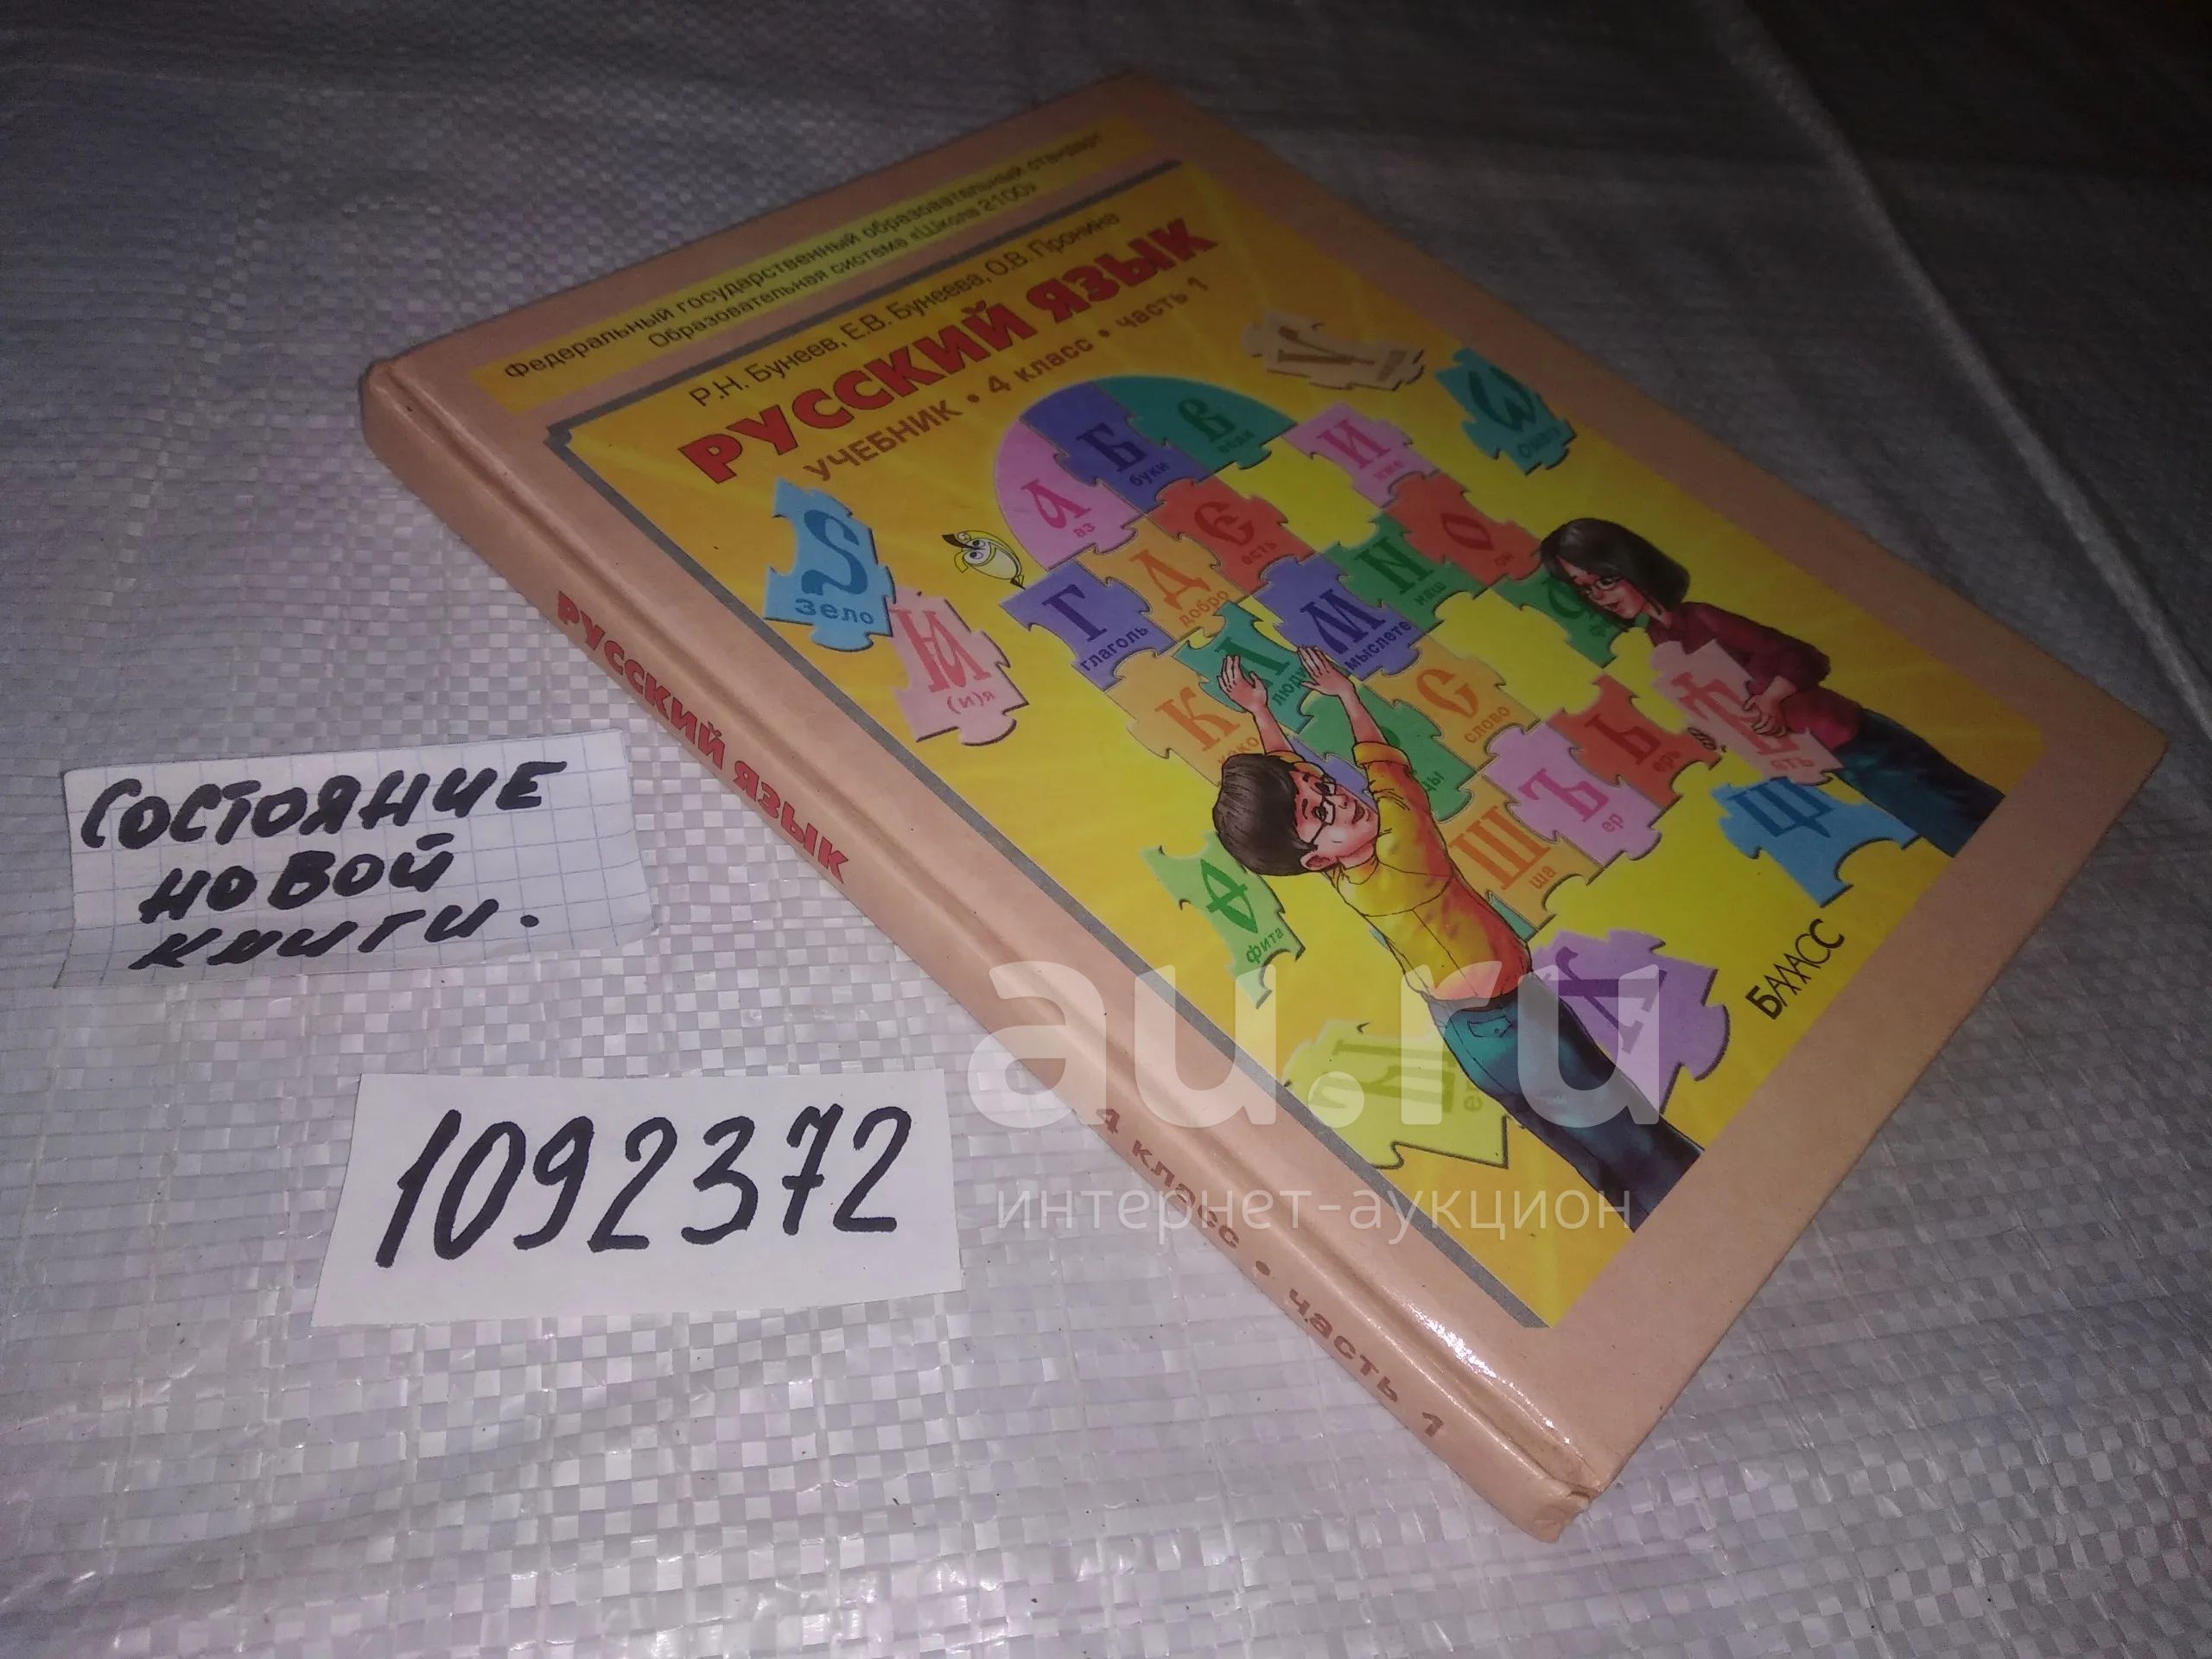 Федеральный государственный образовательный стандарт
Образовательная система «Школа 2100»
Р.Н. Бунеев, Е.В. Бунеева, О.В. Пронина
РУССКИЙ ЯЗЫК
УЧЕБНИК • 4 класс • часть 1
А
аз
Б
буки
В
веди
И
иже
Ѡ
Ѕ
зело
(и)я
Г
глаголь
Д
добро
Є
есть
М
мыслете
N
наш
О
он
К
Л
люди
С
слово
Ъ
ер
Ь
ерь
Ѣ
ять
Ш
ша
Ѳ
фита
БАЛАСС
РУССКИЙ ЯЗЫК
4 класс • часть 1
СОСТОЯНИЕ
НОВОЙ
КНИГИ.
1092372
au.ru
интернет-аукцион